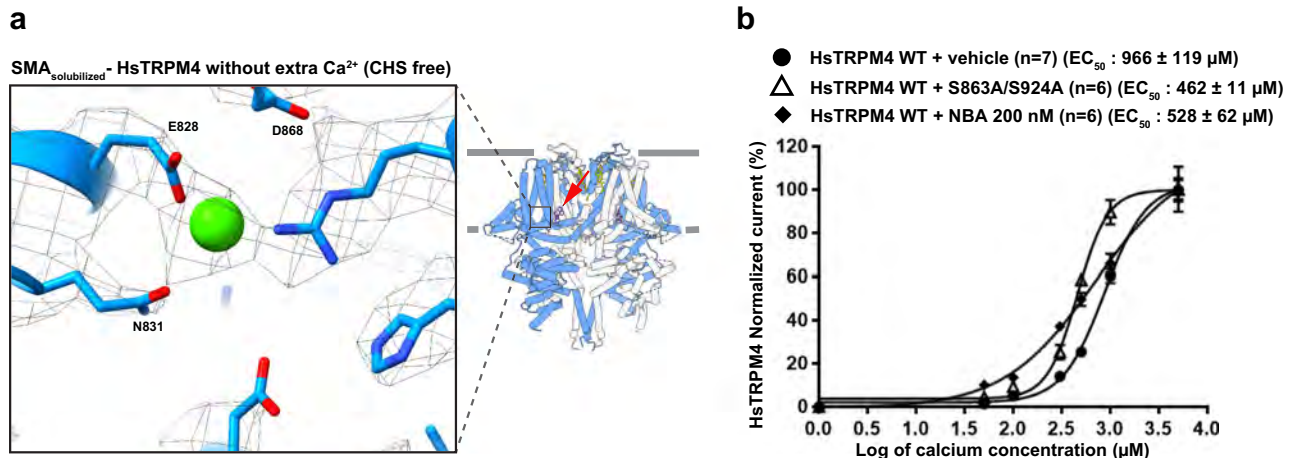 a
SMAsolubilized- HsTRPM4 without extra Ca²⁺ (CHS free)
E828
D868
N831
b
HsTRPM4 WT + vehicle (n=7) (EC₅₀ : 966 ± 119 µM)
HsTRPM4 WT + S863A/S924A (n=6) (EC₅₀ : 462 ± 11 µM)
HsTRPM4 WT + NBA 200 nM (n=6) (EC₅₀ : 528 ± 62 µM)
HsTRPM4 Normalized current (%)
120
100
80
60
40
20
0
0.0 0.5 1.0 1.5 2.0 2.5 3.0 3.5 4.0
Log of calcium concentration (µM)